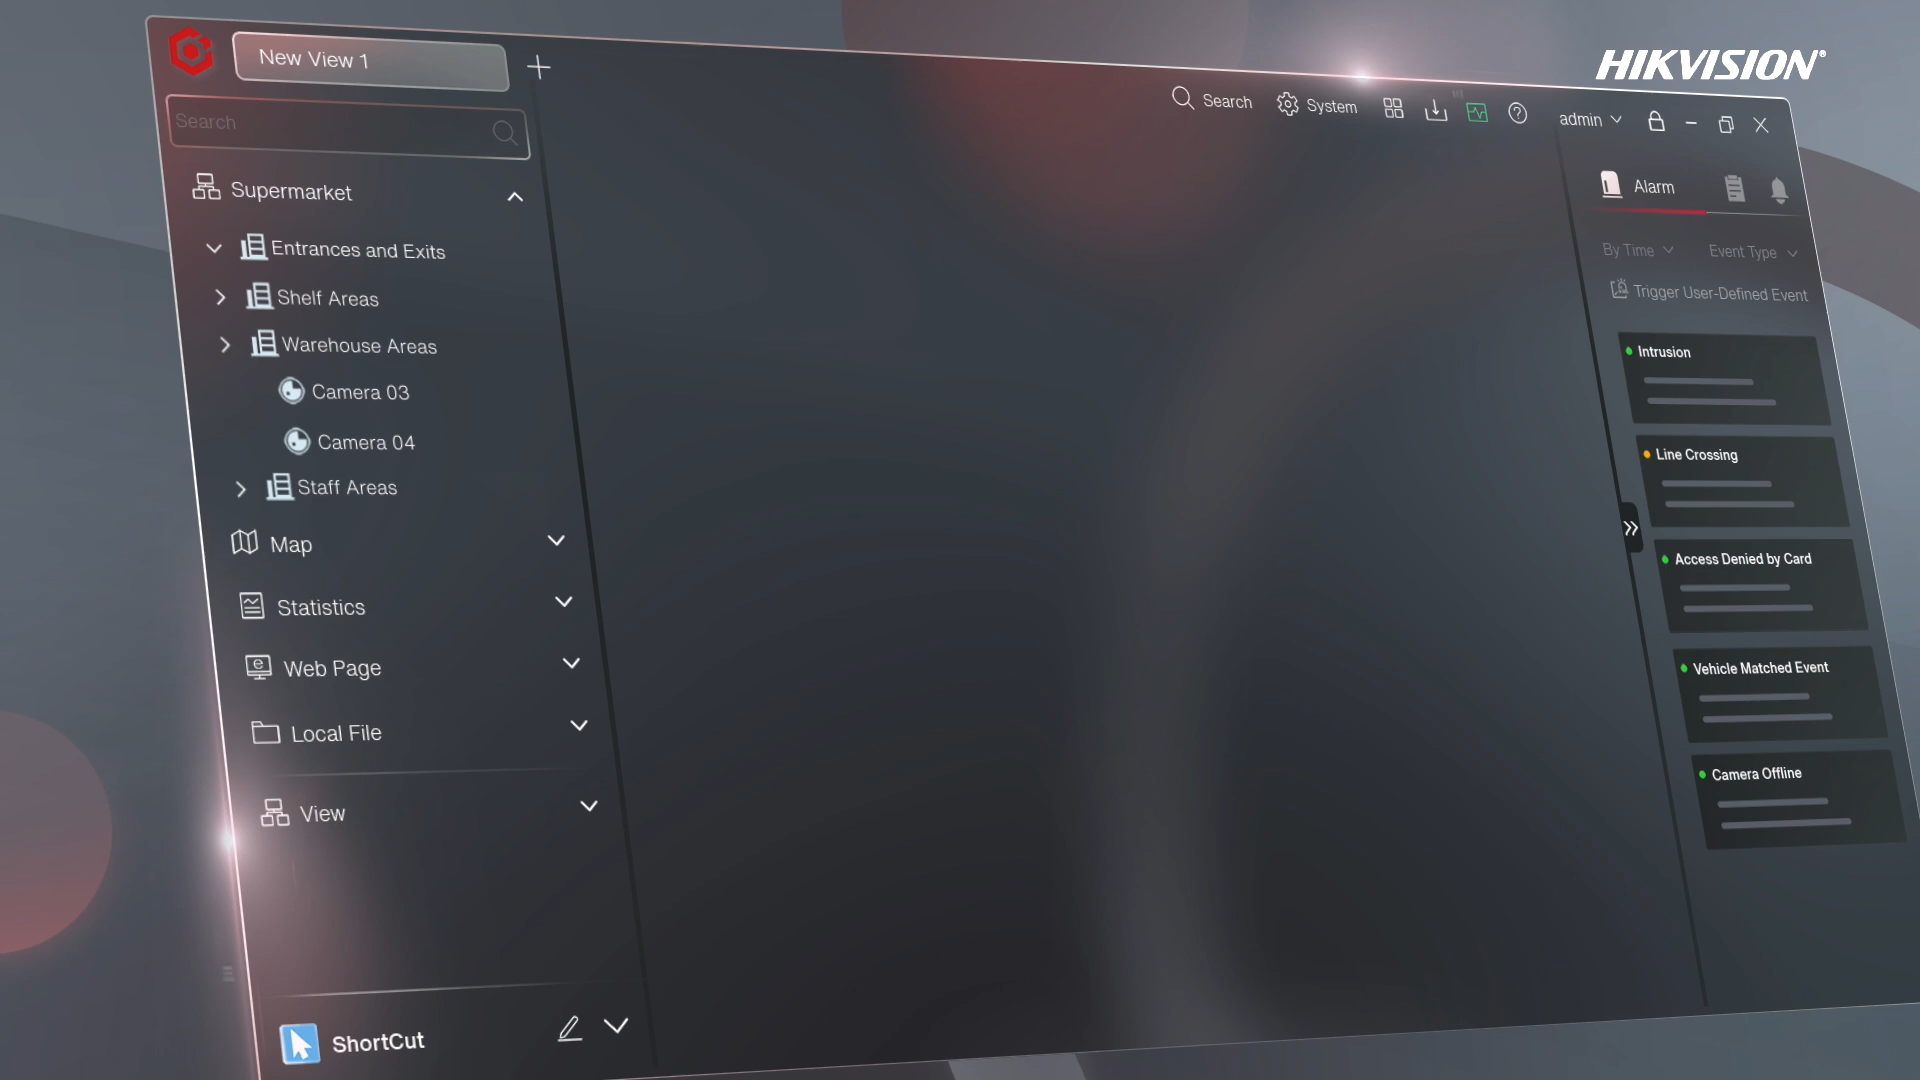 HIKVISION®
New View 1
Search
Search
System
admin
Supermarket
Entrances and Exits
Shelf Areas
Warehouse Areas
Camera 03
Camera 04
Staff Areas
Map
Statistics
Web Page
Local File
View
ShortCut
Alarm
By Time
Event Type
Trigger User-Defined Event
Intrusion
Line Crossing
Access Denied by Card
Vehicle Matched Event
Camera Offline